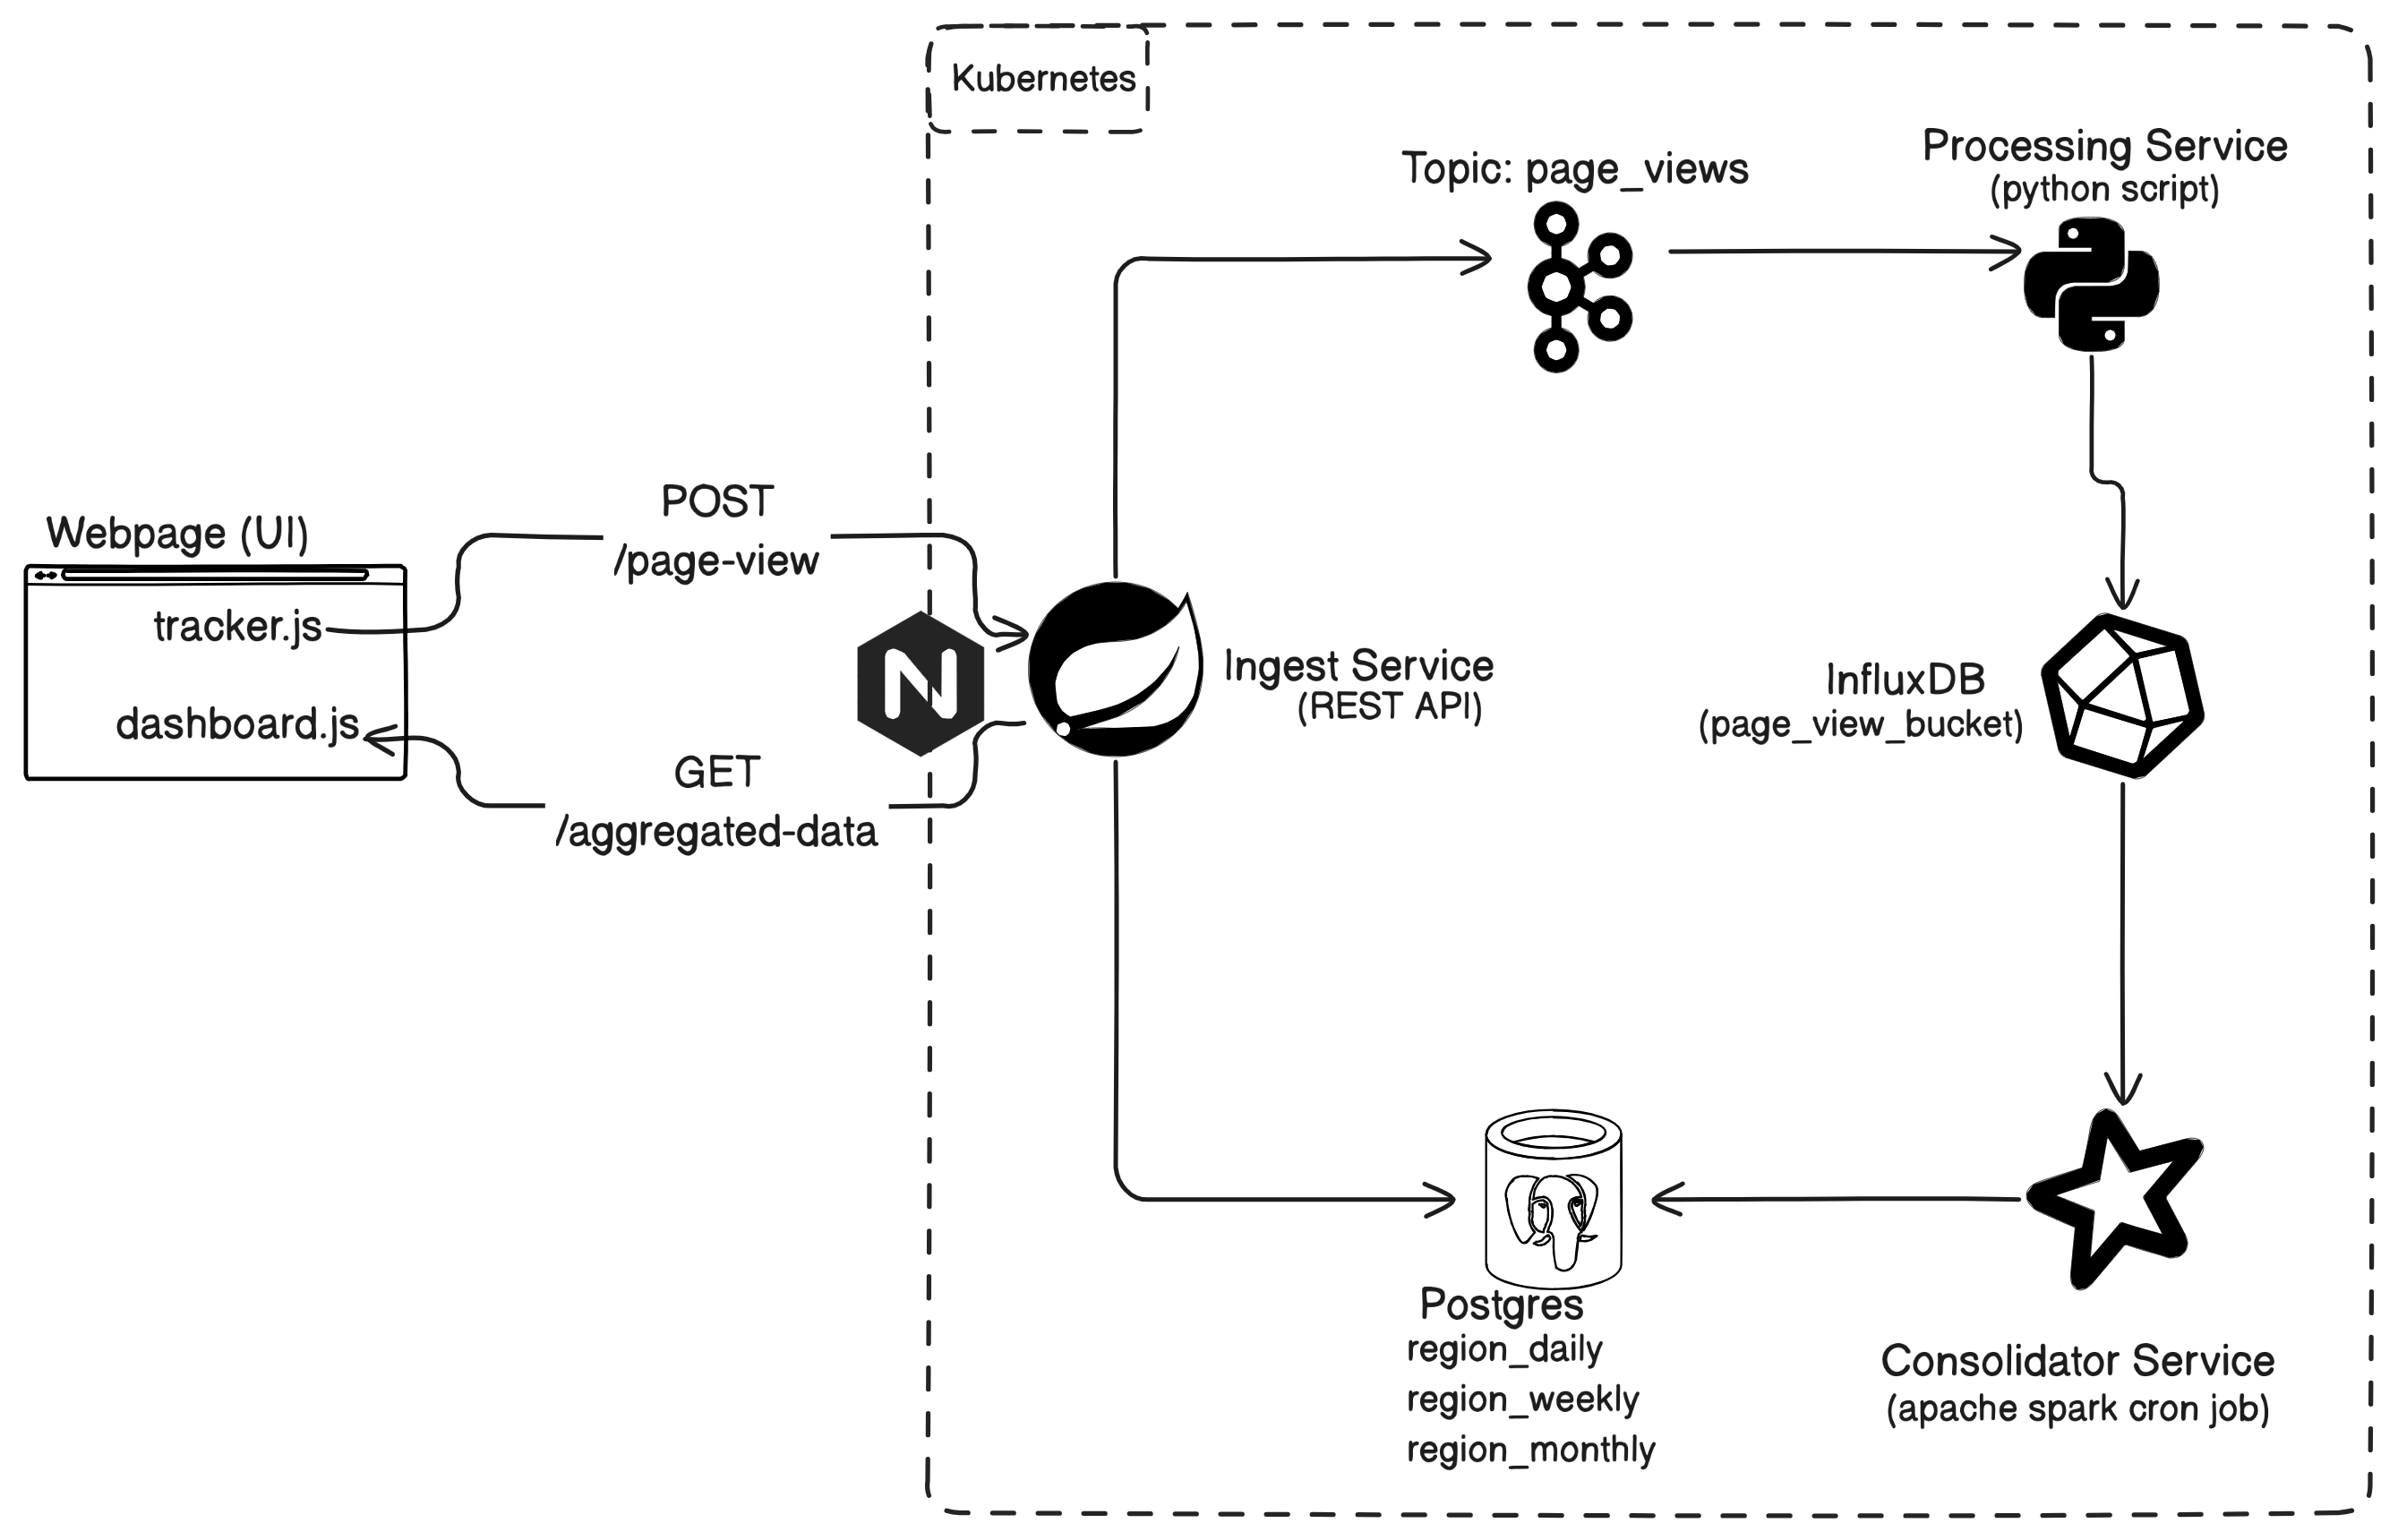 Kubernetes
Topic: page_views
Processing Service
(python script)
POST
/page-view
Webpage (UI)
tracker.js
dashboard.js
N
Ingest Service
(REST API)
InfluxDB
(page_view_bucket)
GET
/aggregated-data
Postgres
region_daily
region_weekly
region_monthly
Consolidator Service
(apache spark cron job)